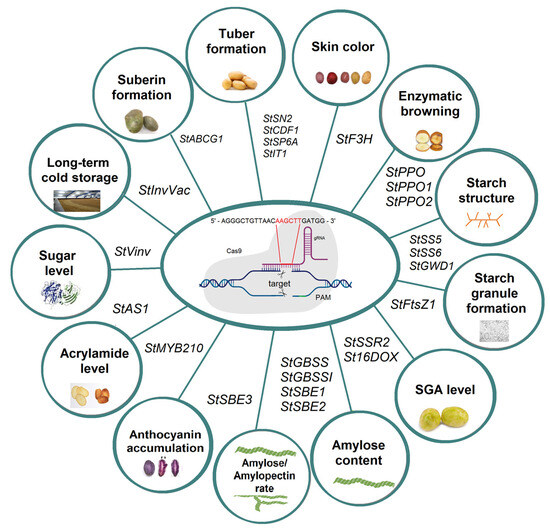 Tuber
formation
Skin color
Suberin
formation
Enzymatic
browning
StSN2
StCDF1
StSP6A
StIT1
StABCG1
StF3H
Long-term
cold storage
StInvVac
StPPO
StPPO1
StPPO2
Starch
structure
5' - AGGGCTGTTAACAAGCTTGATGG - 3'
gRNA
Cas9
target
PAM
Sugar
level
StVinv
StSS5
StSS6
StGWD1
Starch
granule
formation
StAS1
StFtsZ1
Acrylamide
level
StMYB210
StSBE3
StGBSS
StGBSSI
StSBE1
StSBE2
StSSR2
St16DOX
SGA level
Anthocyanin
accumulation
Amylose/
Amylopectin
rate
Amylose
content